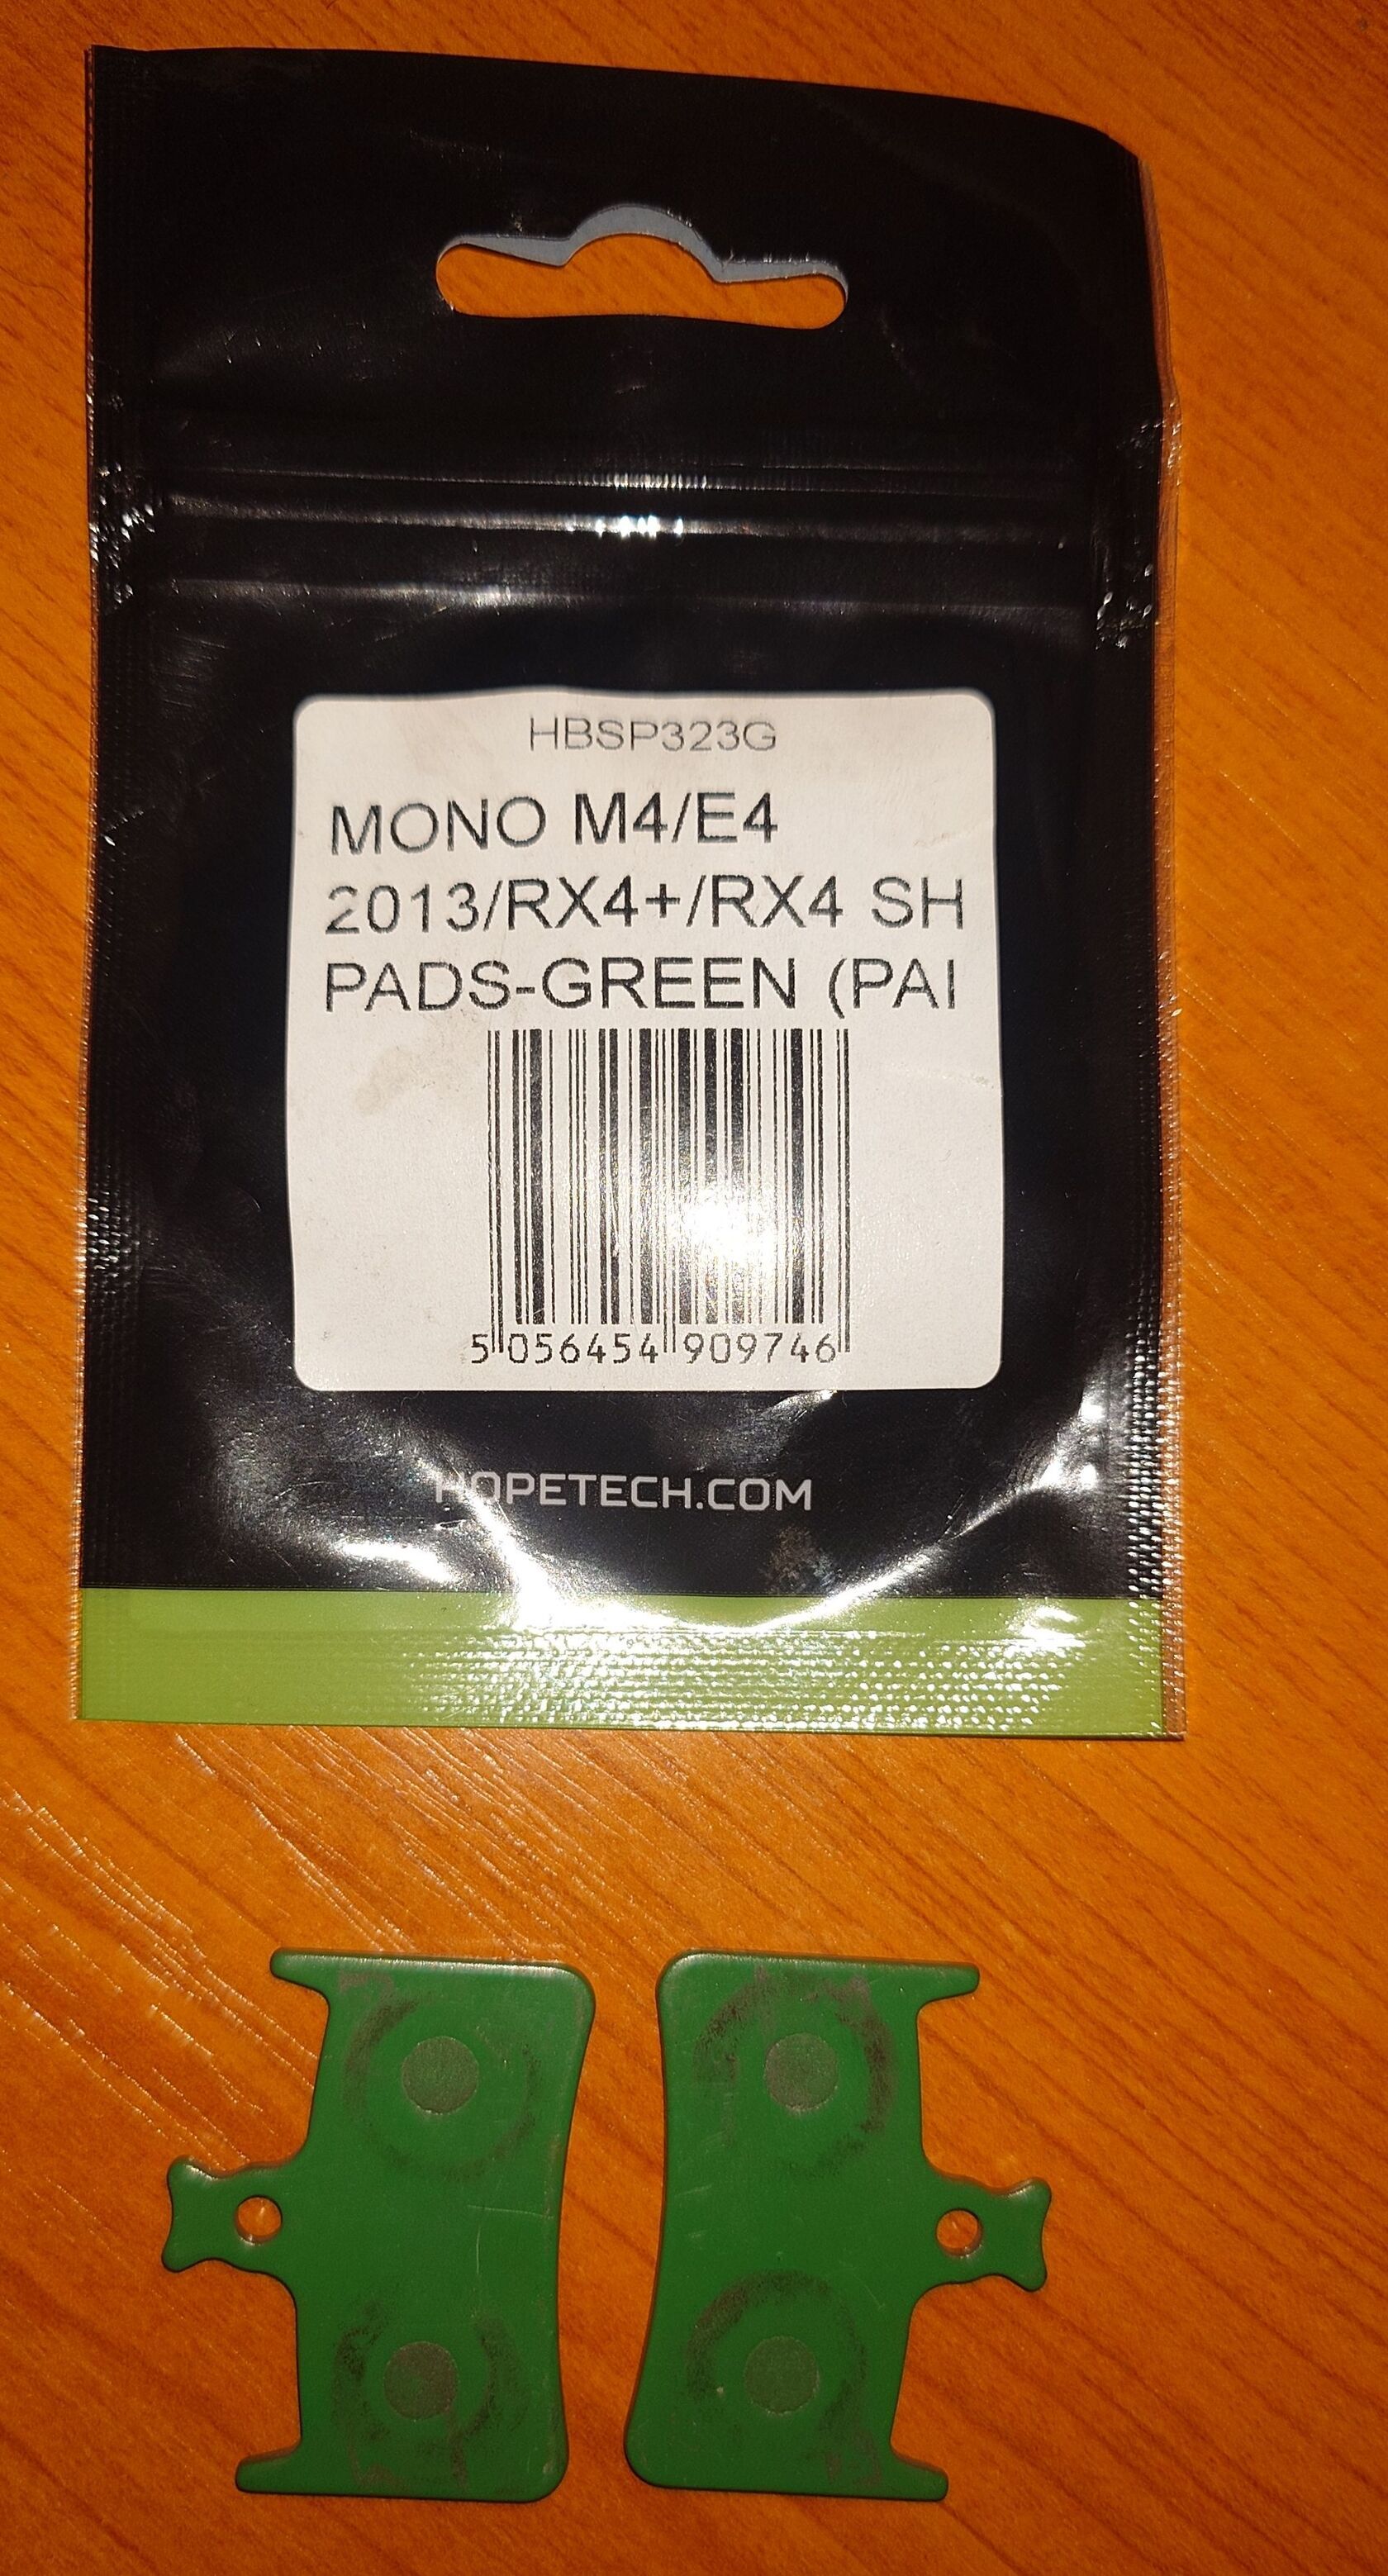 HBSP323G
MONO M4/E4
2013/RX4+/RX4 SH
PADS-GREEN (PAI
5 056454 909746
HOPETECH.COM